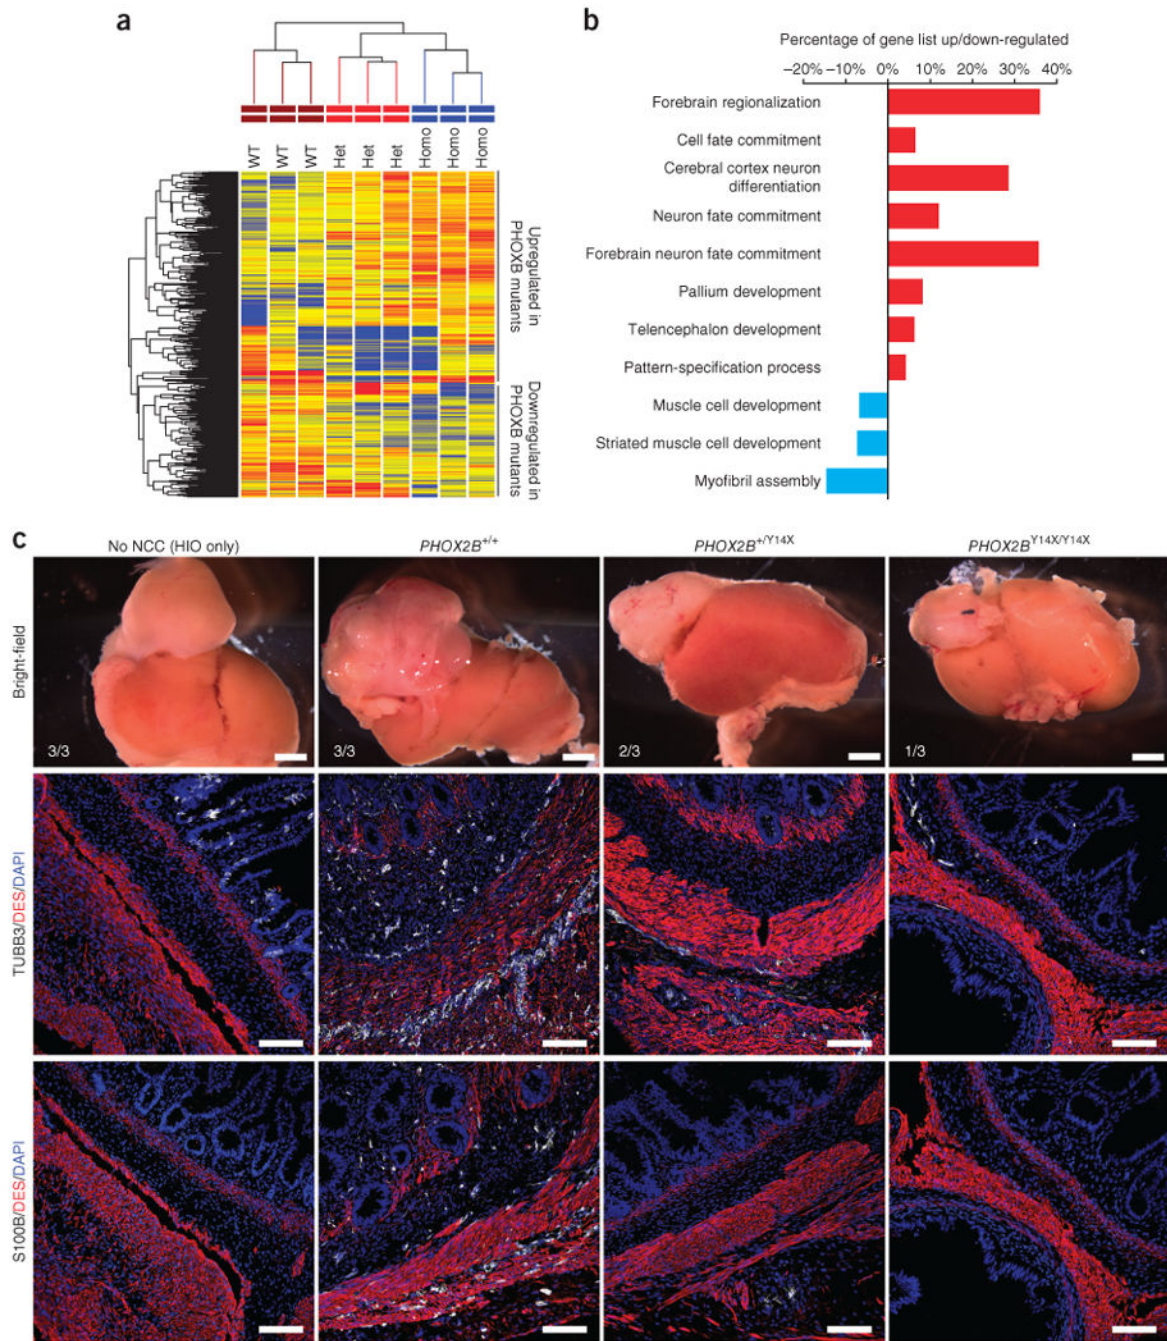 a
WT
WT
WT
Het
Het
Het
Homo
Homo
Homo
Upregulated in
PHOXB mutants
Downregulated in
PHOXB mutants
b
Percentage of gene list up/down-regulated
–20% –10% 0% 10% 20% 30% 40%
Forebrain regionalization
Cell fate commitment
Cerebral cortex neuron
differentiation
Neuron fate commitment
Forebrain neuron fate commitment
Pallium development
Telencephalon development
Pattern-specification process
Muscle cell development
Striated muscle cell development
Myofibril assembly
c
No NCC (HIO only)
PHOX2B+/+
PHOX2B+/Y14X
PHOX2BY14X/Y14X
Bright-field
3/3
3/3
2/3
1/3
TUBB3/DES/DAPI
S100B/DES/DAPI